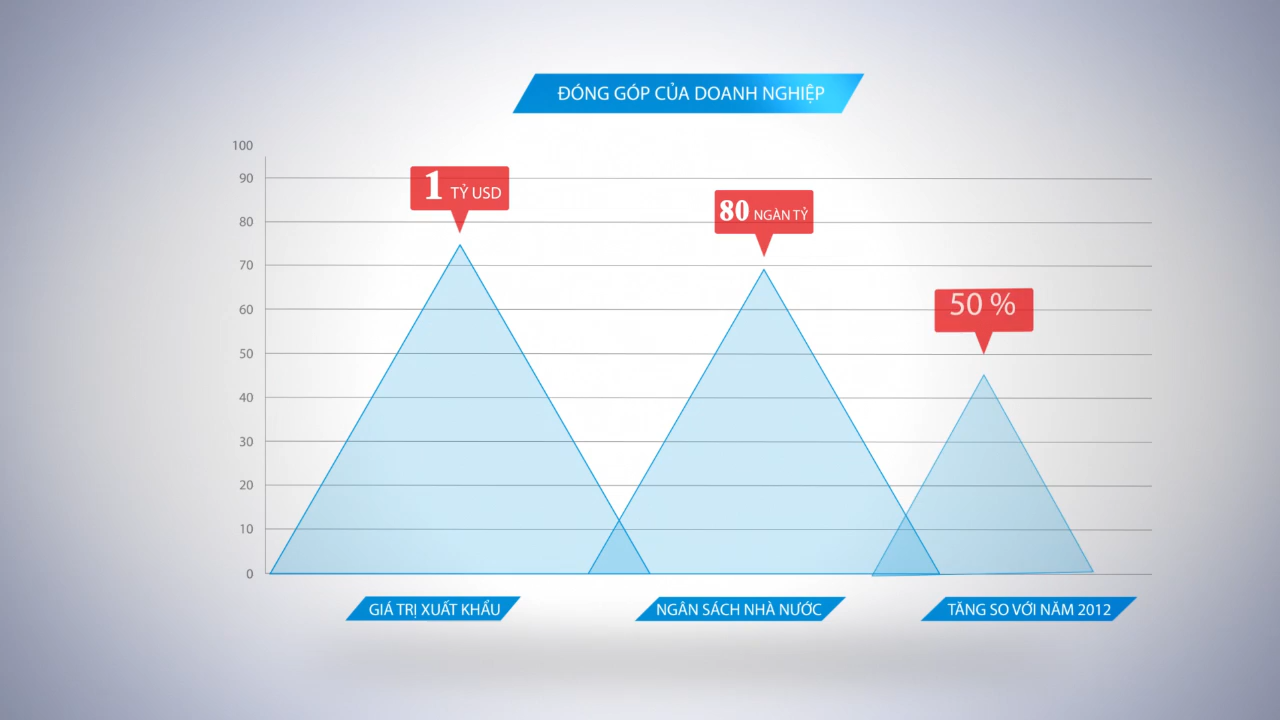 ĐÓNG GÓP CỦA DOANH NGHIỆP
100
90
80
70
60
50
40
30
20
10
0
1 TỶ USD
80 NGÀN TỶ
50 %
GIÁ TRỊ XUẤT KHẨU
NGÂN SÁCH NHÀ NƯỚC
TĂNG SO VỚI NĂM 2012